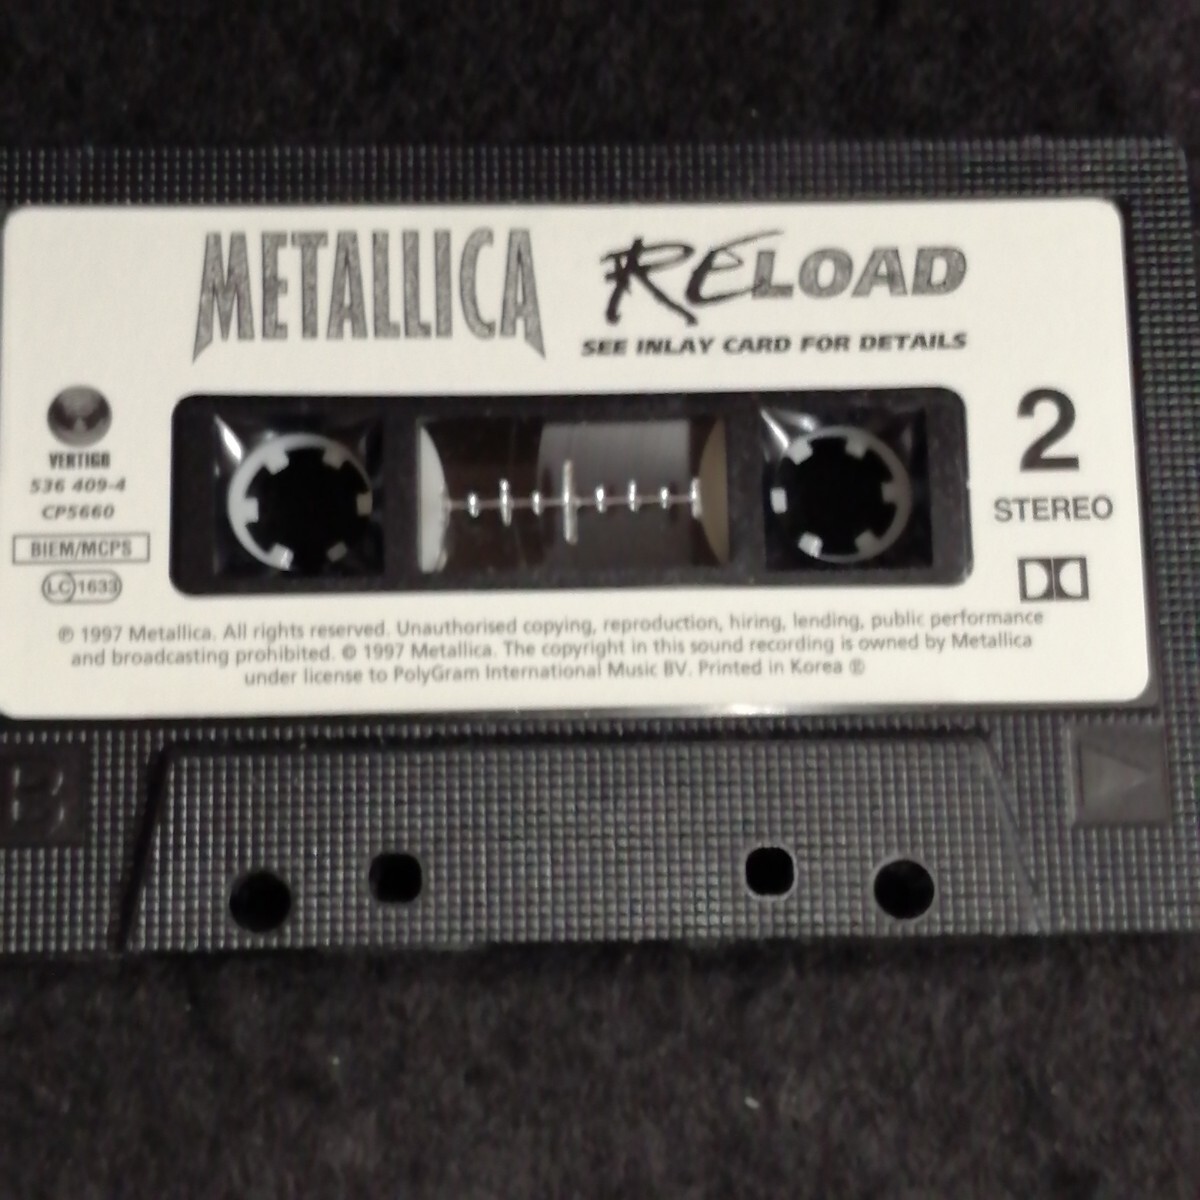 METALLICA RELOAD
SEE INLAY CARD FOR DETAILS
VERTIGO
536 409-4
CP5660
BIEM/MCPS
LC 1633
2
STEREO
℗ 1997 Metallica. All rights reserved. Unauthorised copying, reproduction, hiring, lending, public performance
and broadcasting prohibited. © 1997 Metallica. The copyright in this sound recording is owned by Metallica
under license to PolyGram International Music BV. Printed in Korea ®
B